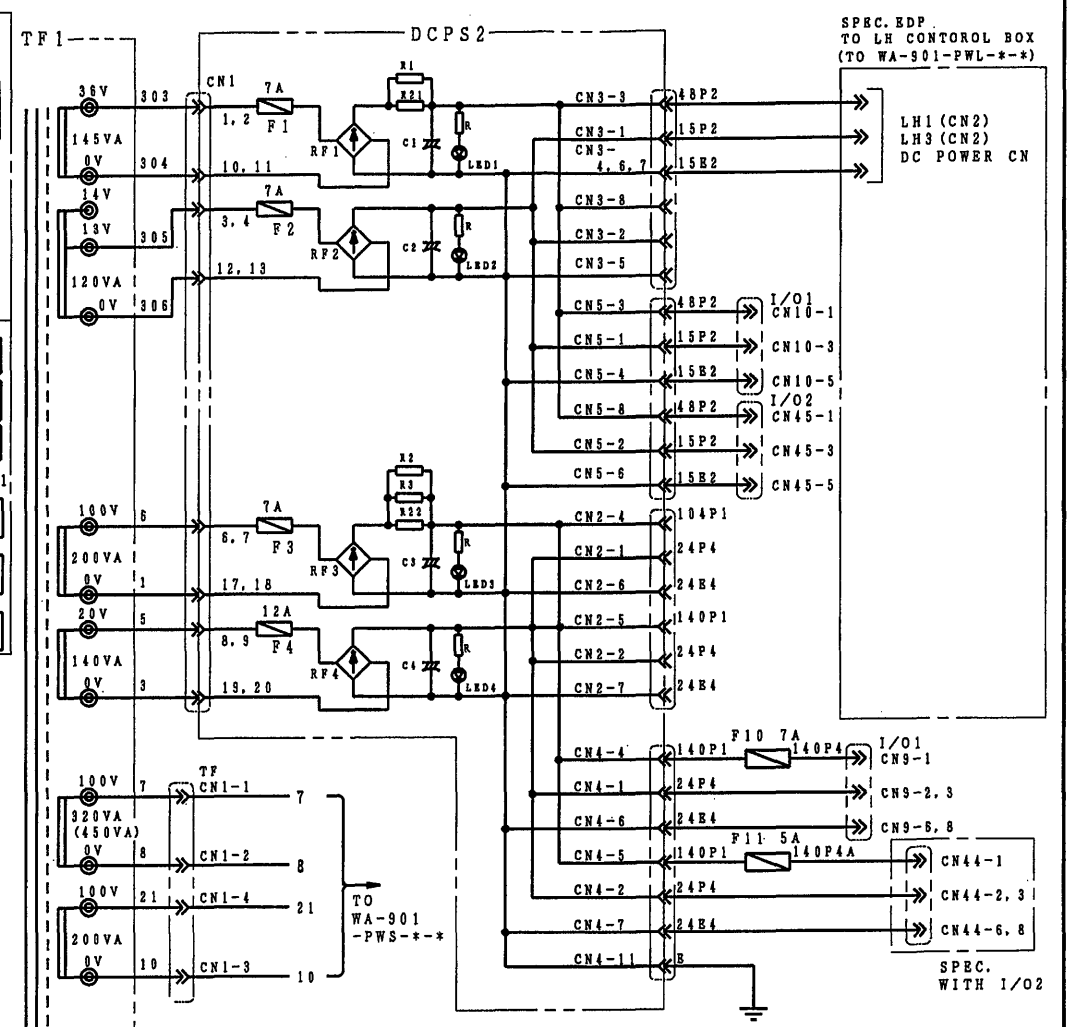 TF1
DCPS2
SPEC. EDP
TO LH CONTOROL BOX
(TO WA-901-PWL-*-*)
36V
145VA
0V
303
304
14V
13V
120VA
0V
305
306
CN1
1, 2
7A
F1
10, 11
3, 4
7A
F2
12, 13
RF1
R1
R21
C1
R
LED1
RF2
C2
R
LED2
CN3-3
48P2
CN3-1
15P2
CN3-
4, 6, 7
15E2
CN3-8
CN3-2
CN3-5
LH1 (CN2)
LH3 (CN2)
DC POWER CN
CN5-3
48P2
I/O1
CN10-1
CN5-1
15P2
CN10-3
CN5-4
15E2
CN10-5
CN5-8
48P2
I/O2
CN45-1
CN5-2
15P2
CN45-3
CN5-6
15E2
CN45-5
1
100V
200VA
0V
6
1
20V
140VA
0V
5
3
6, 7
7A
F3
17, 18
8, 9
12A
F4
19, 20
RF3
R2
R3
R22
C3
R
LED3
RF4
C4
R
LED4
CN2-4
104P1
CN2-1
24P4
CN2-6
24E4
CN2-5
140P1
CN2-2
24P4
CN2-7
24E4
CN4-4
140P1
F10 7A
140P4
I/O1
CN9-1
CN4-1
24P4
CN9-2, 3
CN4-6
24E4
CN9-6, 8
CN4-5
140P1
F11 5A
140P4A
CN44-1
CN4-2
24P4
CN44-2, 3
CN4-7
24E4
CN44-6, 8
CN4-11
E
SPEC.
WITH I/O2
100V
320VA
(450VA)
0V
7
8
100V
200VA
0V
21
10
TF
CN1-1
7
CN1-2
8
CN1-4
21
CN1-3
10
TO
WA-901
-PWS-*-*